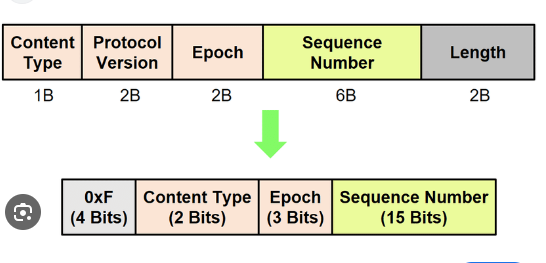 Content Type
Protocol Version
Epoch
Sequence Number
Length
1B
2B
2B
6B
2B
0xF (4 Bits)
Content Type (2 Bits)
Epoch (3 Bits)
Sequence Number (15 Bits)